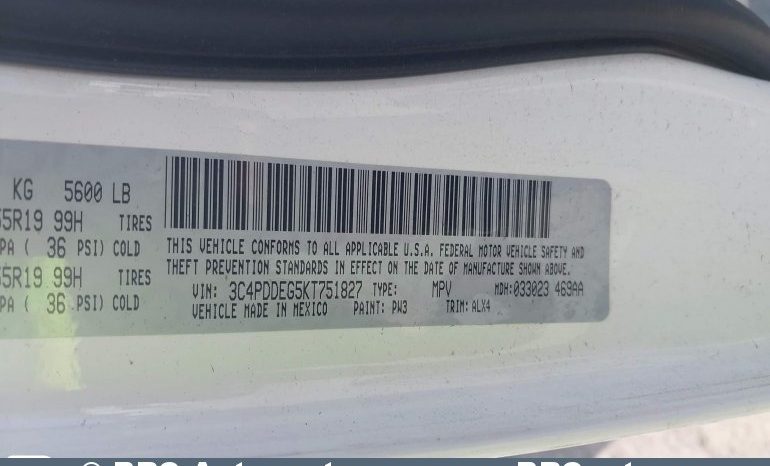 KG 5600 LB
55R19 99H TIRES
PA ( 36 PSI) COLD
55R19 99H TIRES
PA ( 36 PSI) COLD
THIS VEHICLE CONFORMS TO ALL APPLICABLE U.S.A. FEDERAL MOTOR VEHICLE SAFETY AND
THEFT PREVENTION STANDARDS IN EFFECT ON THE DATE OF MANUFACTURE SHOWN ABOVE.
VIN: 3C4PDDEG5KT751827 TYPE: MPV MDH:033023 469AA
VEHICLE MADE IN MEXICO PAINT: PW3 TRIM:ALX4